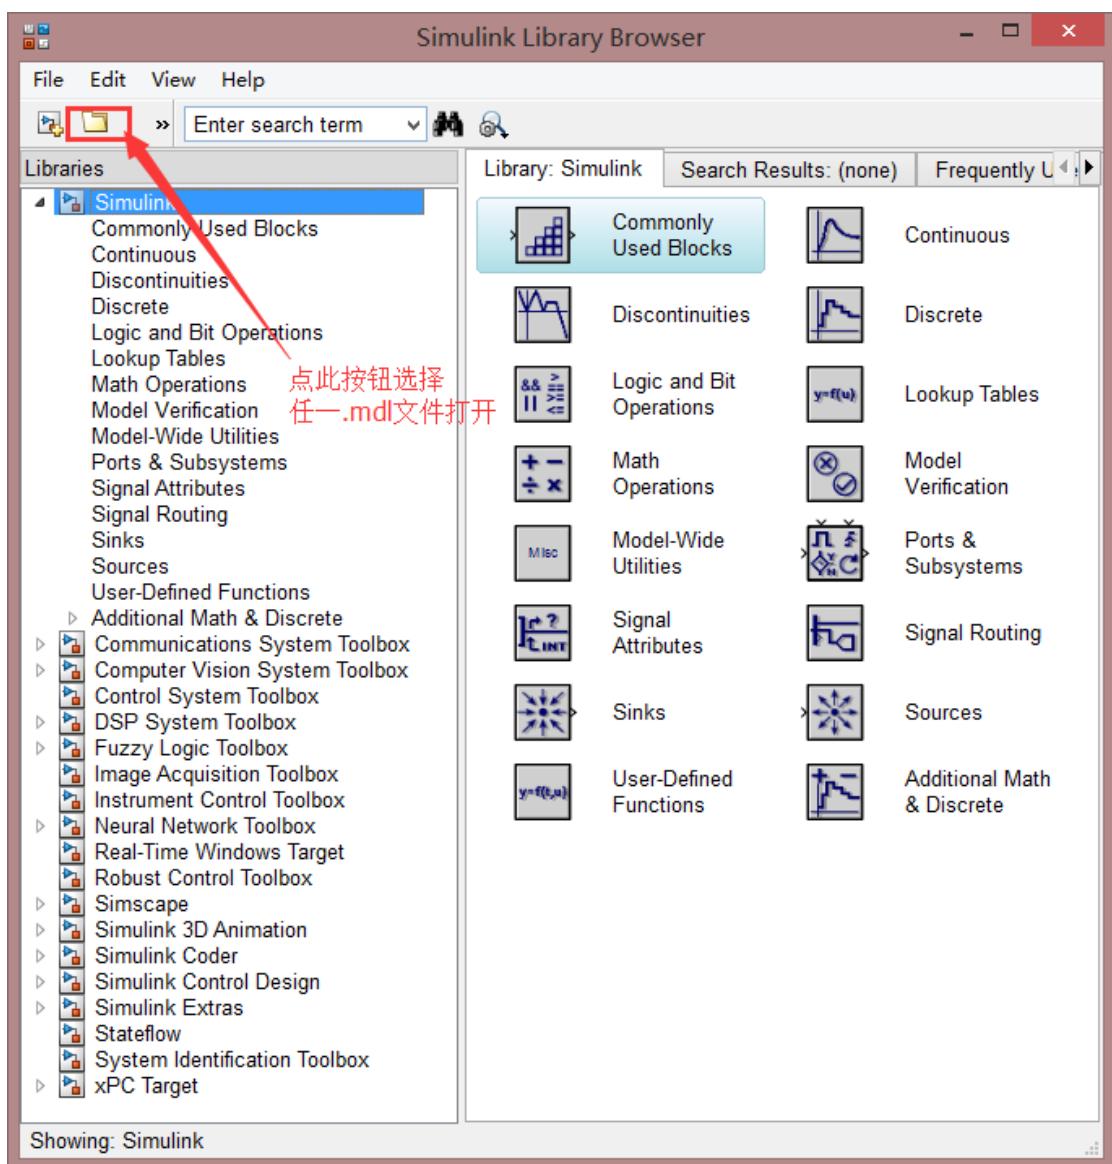 Simulink Library Browser
File Edit View Help
» Enter search term
Libraries
Library: Simulink Search Results: (none) Frequently U
Simulink
Commonly Used Blocks
Continuous
Discontinuities
Discrete
Logic and Bit Operations
Lookup Tables
Math Operations
Model Verification
Model-Wide Utilities
Ports & Subsystems
Signal Attributes
Signal Routing
Sinks
Sources
User-Defined Functions
Additional Math & Discrete
Communications System Toolbox
Computer Vision System Toolbox
Control System Toolbox
DSP System Toolbox
Fuzzy Logic Toolbox
Image Acquisition Toolbox
Instrument Control Toolbox
Neural Network Toolbox
Real-Time Windows Target
Robust Control Toolbox
Simscape
Simulink 3D Animation
Simulink Coder
Simulink Control Design
Simulink Extras
Stateflow
System Identification Toolbox
xPC Target
点此按钮选择
任一.mdl文件打开
Commonly
Used Blocks
Continuous
Discontinuities
Discrete
Logic and Bit
Operations
y=f(u)
Lookup Tables
Math
Operations
Model
Verification
Misc
Model-Wide
Utilities
Ports &
Subsystems
INT
Signal
Attributes
Signal Routing
Sinks
Sources
y=f(t,u)
User-Defined
Functions
Additional Math
& Discrete
Showing: Simulink